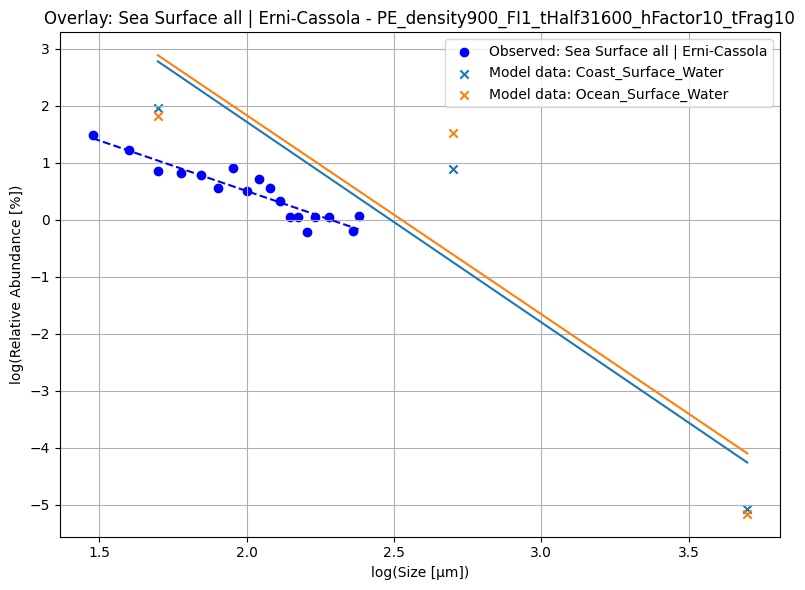 Overlay: Sea Surface all | Erni-Cassola - PE_density900_FI1_tHalf31600_hFactor10_tFrag10
Observed: Sea Surface all | Erni-Cassola
Model data: Coast_Surface_Water
Model data: Ocean_Surface_Water
log(Relative Abundance [%])
3
2
1
0
−1
−2
−3
−4
−5
1.5
2.0
2.5
3.0
3.5
log(Size [µm])